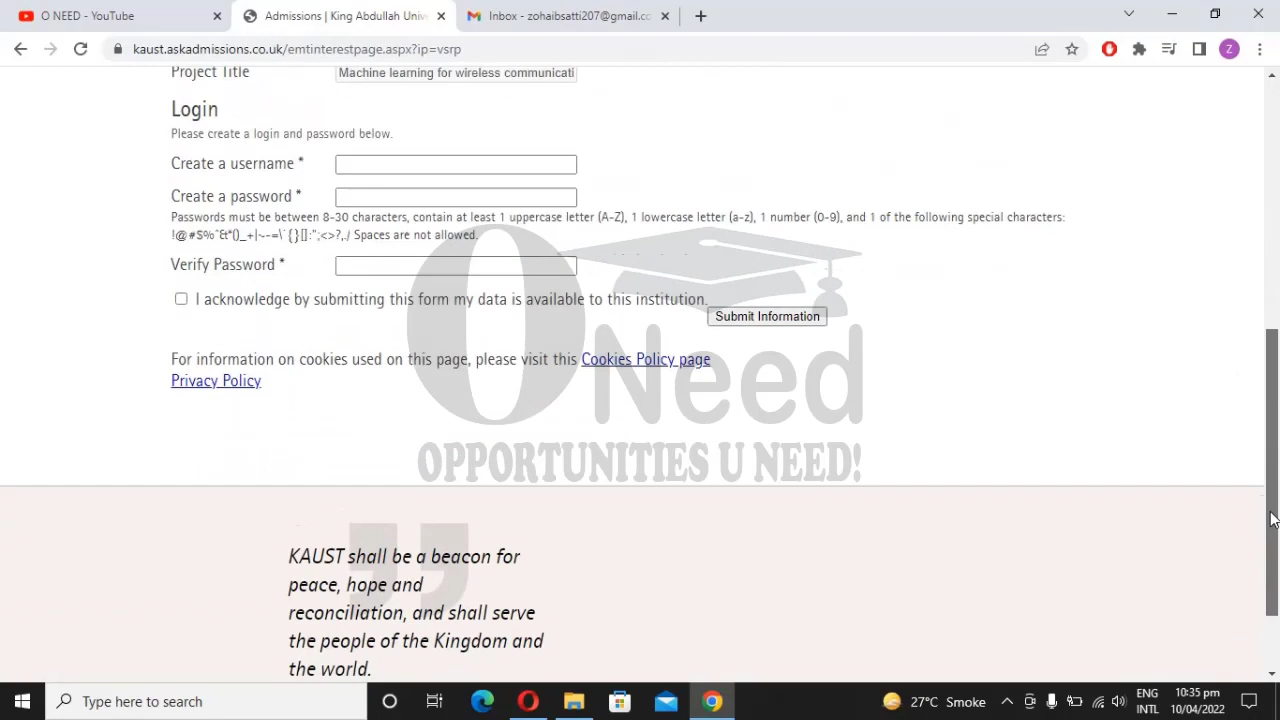 O NEED - YouTube
Admissions | King Abdullah Unive
Inbox - zohaibsatti207@gmail.co
kaust.askadmissions.co.uk/emtinterestpage.aspx?ip=vsrp
Z
Project Title
Machine learning for wireless communicati
Login
Please create a login and password below.
Create a username *
Create a password *
Passwords must be between 8-30 characters, contain at least 1 uppercase letter (A-Z), 1 lowercase letter (a-z), 1 number (0-9), and 1 of the following special characters:
!@#$%^&*()_+|~-=\`{}[]:";<>?,./ Spaces are not allowed.
Verify Password *
I acknowledge by submitting this form my data is available to this institution.
Submit Information
For information on cookies used on this page, please visit this Cookies Policy page
Privacy Policy
O Need
OPPORTUNITIES U NEED!
KAUST shall be a beacon for
peace, hope and
reconciliation, and shall serve
the people of the Kingdom and
the world.
Type here to search
27°C Smoke
ENG
INTL
10:35 pm
10/04/2022